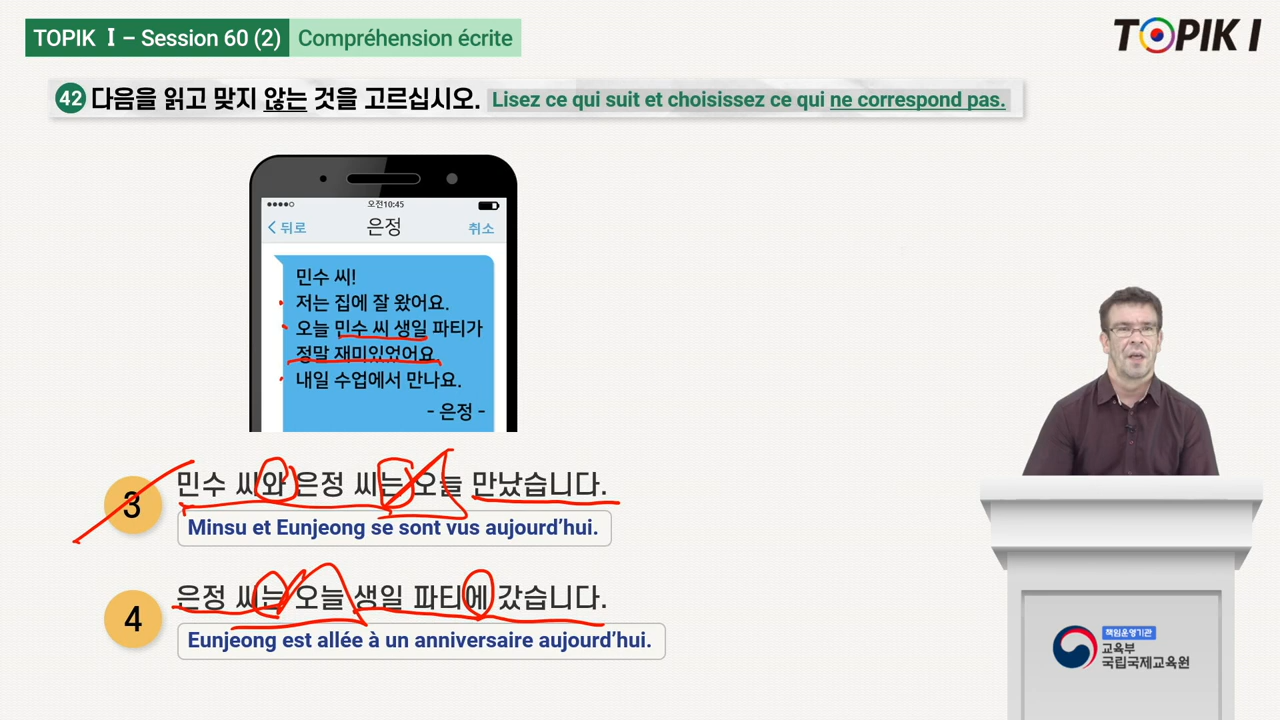 TOPIK Ⅰ – Session 60 (2) Compréhension écrite
TOPIK I
42 다음을 읽고 맞지 않는 것을 고르십시오. Lisez ce qui suit et choisissez ce qui ne correspond pas.
오전10:45
뒤로 은정 취소
민수 씨!
저는 집에 잘 왔어요.
오늘 민수 씨 생일 파티가
정말 재미있었어요.
내일 수업에서 만나요.
- 은정 -
3 민수 씨와 은정 씨는 오늘 만났습니다.
Minsu et Eunjeong se sont vus aujourd’hui.
4 은정 씨는 오늘 생일 파티에 갔습니다.
Eunjeong est allée à un anniversaire aujourd’hui.
책임운영기관
교육부
국립국제교육원